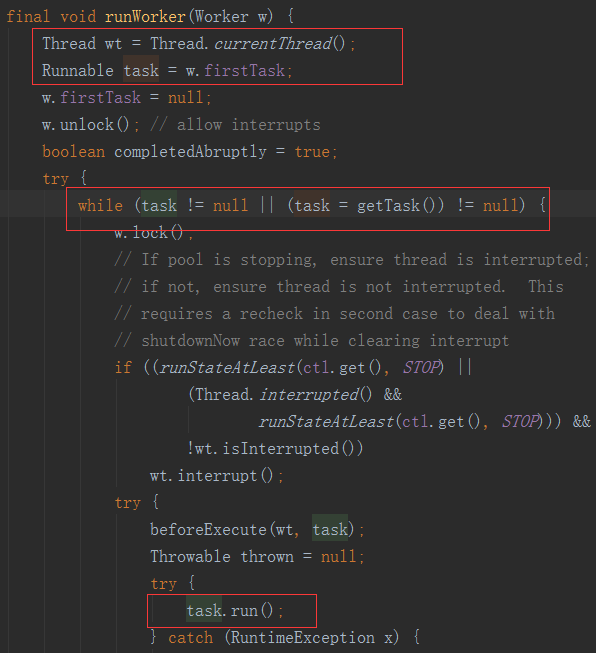 final void runWorker(Worker w) {
Thread wt = Thread.currentThread();
Runnable task = w.firstTask;
w.firstTask = null;
w.unlock(); // allow interrupts
boolean completedAbruptly = true;
try {
while (task != null || (task = getTask()) != null) {
w.lock();
// If pool is stopping, ensure thread is interrupted;
// if not, ensure thread is not interrupted. This
// requires a recheck in second case to deal with
// shutdownNow race while clearing interrupt
if ((runStateAtLeast(ctl.get(), STOP) ||
(Thread.interrupted() &&
runStateAtLeast(ctl.get(), STOP))) &&
!wt.isInterrupted())
wt.interrupt();
try {
beforeExecute(wt, task);
Throwable thrown = null;
try {
task.run();
} catch (RuntimeException x) {